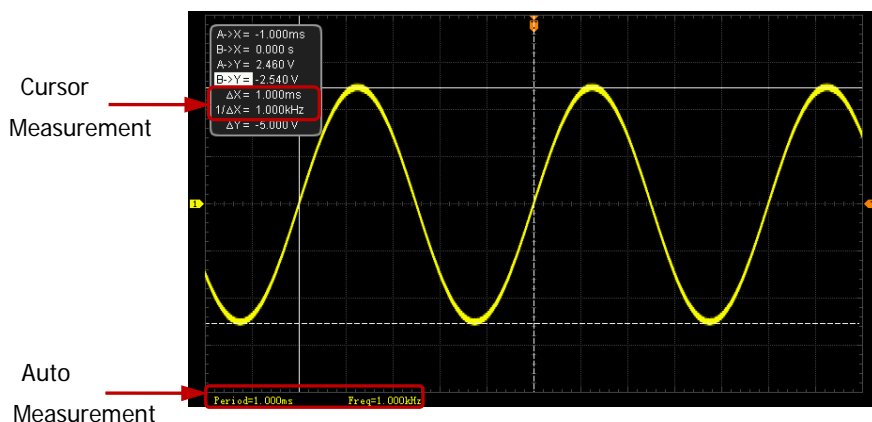 A->X = -1.000ms
B->X = 0.000 s
A->Y = 2.460 V
B->Y = -2.540 V
ΔX = 1.000ms
1/ΔX = 1.000kHz
ΔY = -5.000 V
Cursor
Measurement
T
1
T
Auto
Measurement
Period=1.000ms Freq=1.000kHz